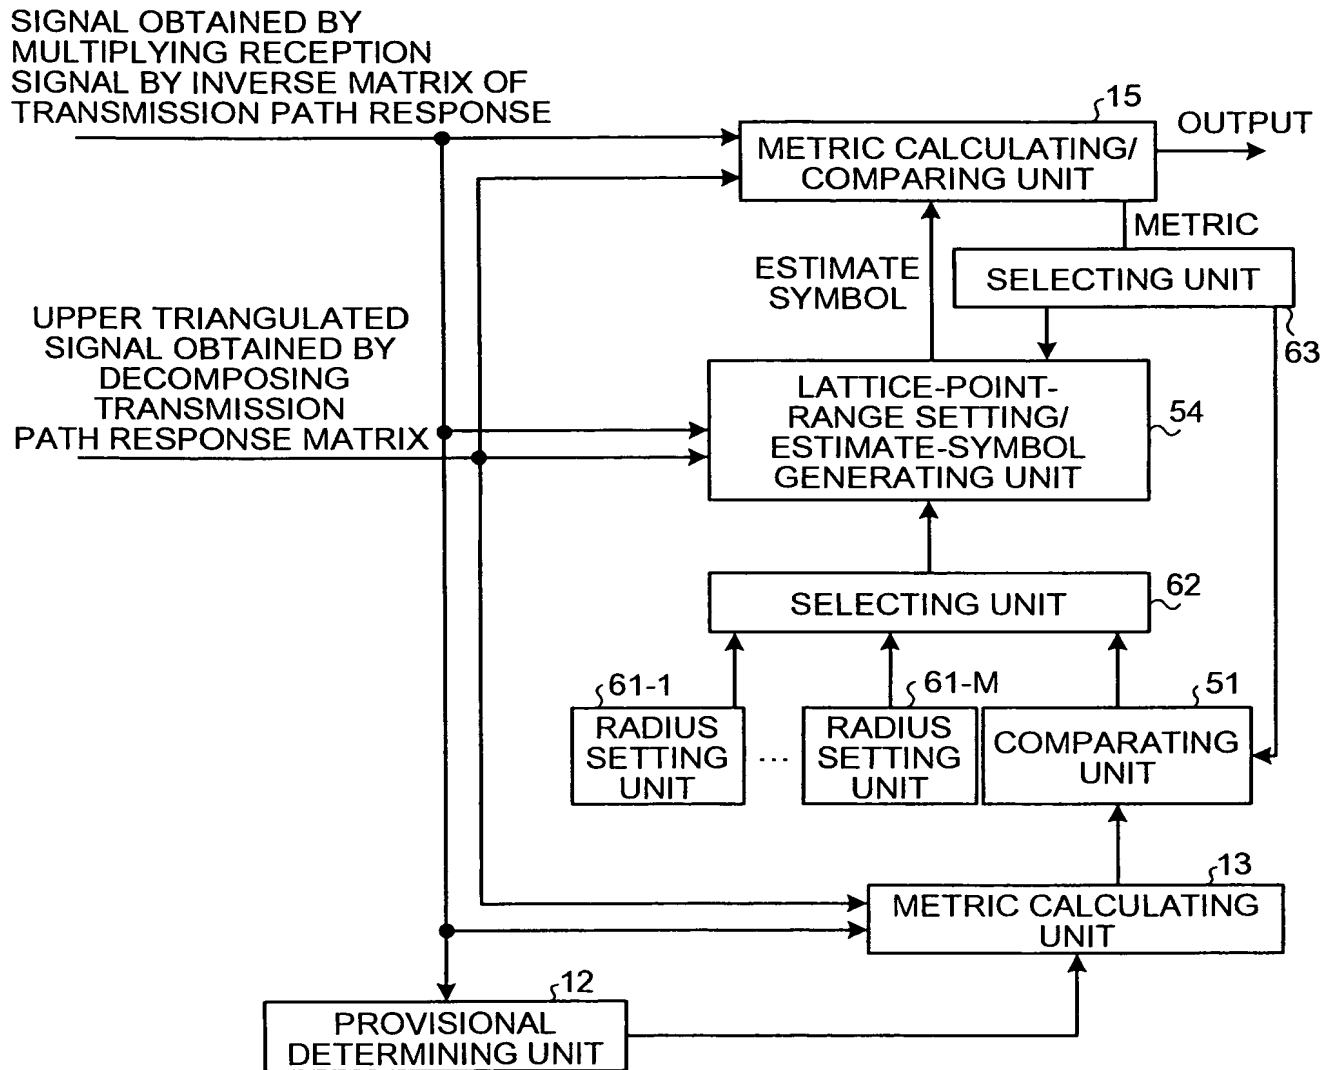 SIGNAL OBTAINED BY
MULTIPLYING RECEPTION
SIGNAL BY INVERSE MATRIX OF
TRANSMISSION PATH RESPONSE
15
OUTPUT
METRIC CALCULATING/
COMPARING UNIT
METRIC
ESTIMATE
SYMBOL
SELECTING UNIT
63
UPPER TRIANGULATED
SIGNAL OBTAINED BY
DECOMPOSING
TRANSMISSION
PATH RESPONSE MATRIX
LATTICE-POINT-
RANGE SETTING/
ESTIMATE-SYMBOL
GENERATING UNIT
54
SELECTING UNIT
62
61-1
RADIUS
SETTING
UNIT
...
61-M
RADIUS
SETTING
UNIT
51
COMPARATING
UNIT
13
METRIC CALCULATING
UNIT
12
PROVISIONAL
DETERMINING UNIT